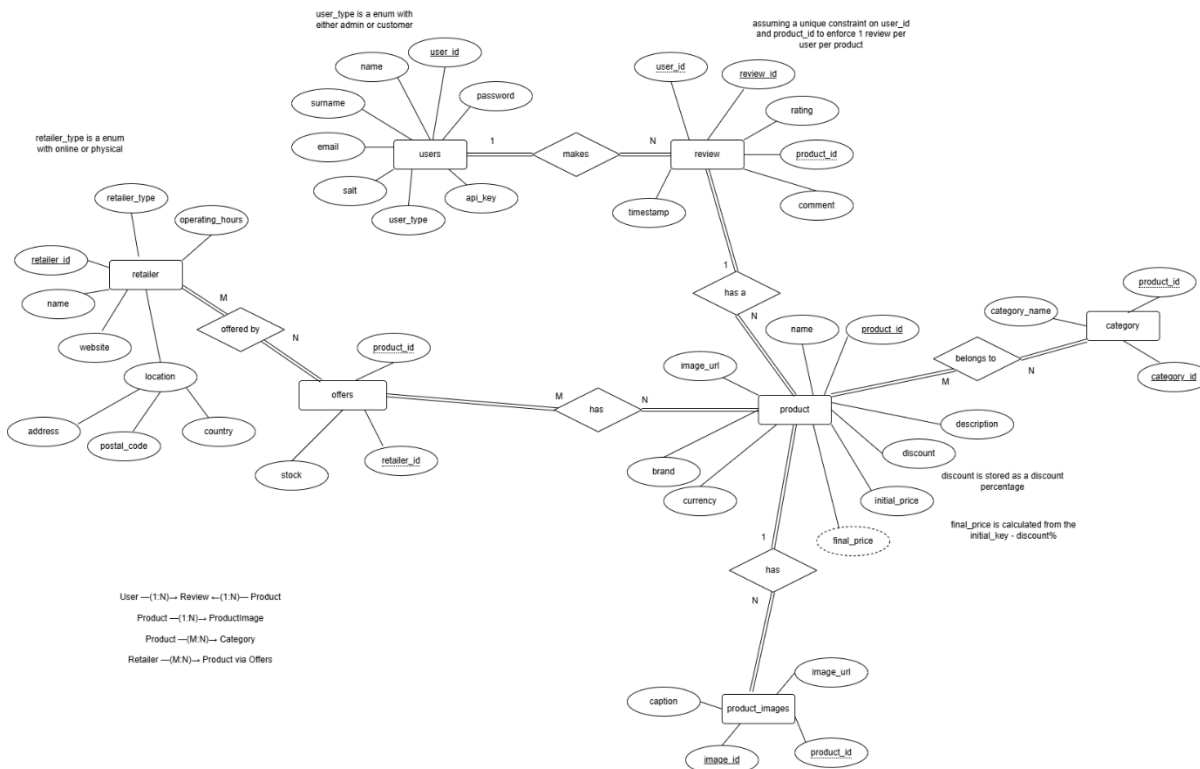 user_type is a enum with
either admin or customer
assuming a unique constraint on user_id
and product_id to enforce 1 review per
user per product
user_id
name
password
surname
email
users
salt
user_type
api_key
1
makes
N
user_id
review_id
rating
review
product_id
timestamp
comment
retailer_type is a enum
with online or physical
retailer_type
operating_hours
retailer_id
retailer
name
website
location
address
postal_code
country
M
offered by
N
product_id
offers
stock
retailer_id
M
has
N
1
has a
N
name
product_id
image_url
product
brand
currency
final_price
initial_price
discount
description
M
belongs to
N
product_id
category_name
category
category_id
discount is stored as a discount
percentage
final_price is calculated from the
initial_key - discount%
1
has
N
image_url
caption
product_images
image_id
product_id
User —(1:N)→ Review ←(1:N)— Product
Product —(1:N)→ ProductImage
Product —(M:N)→ Category
Retailer —(M:N)→ Product via Offers